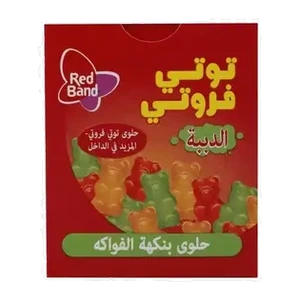 Red
Band
توتي
فروتي
الدببة
حلوى توتي فروتي-
المزيد في الداخل
حلوى بنكهة الفواكه